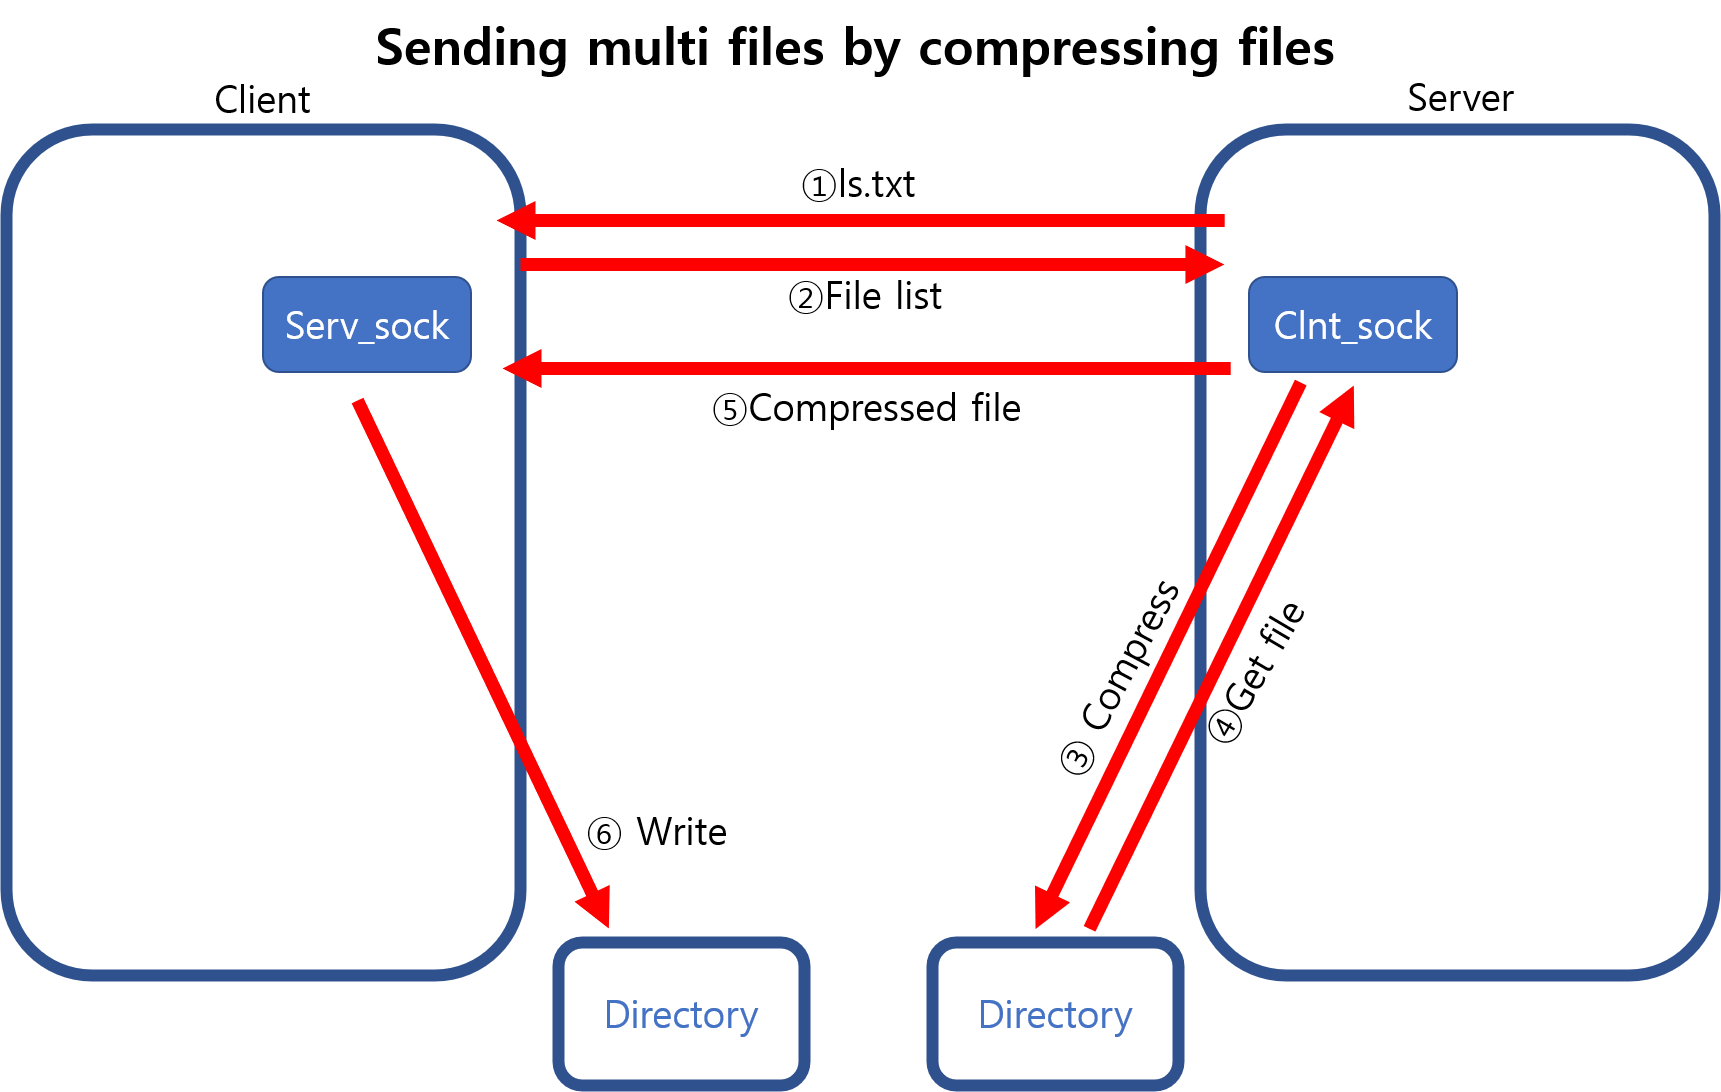 Sending multi files by compressing files
Client
Server
①ls.txt
②File list
Serv_sock
Clnt_sock
⑤Compressed file
③ Compress
④Get file
⑥ Write
Directory
Directory